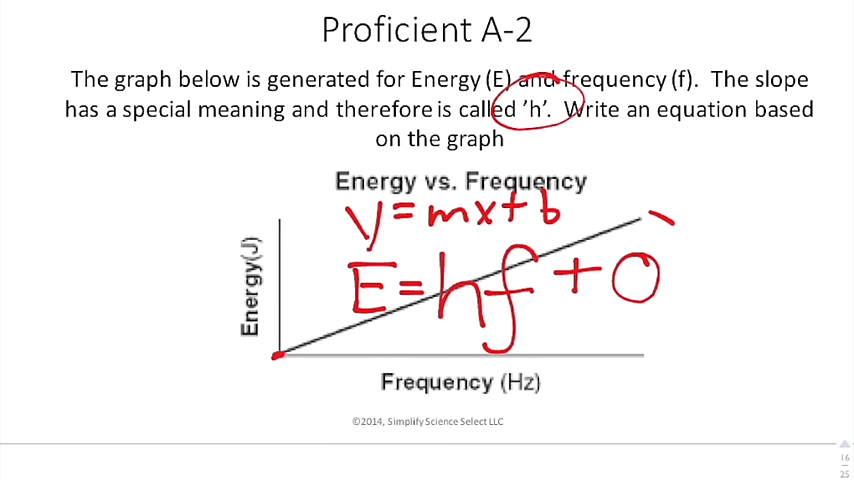 Proficient A-2
The graph below is generated for Energy (E) and frequency (f). The slope
has a special meaning and therefore is called 'h'. Write an equation based
on the graph
Energy vs. Frequency
y=mx+b
E=hf+0
Energy(J)
Frequency (Hz)
©2014, Simplify Science Select LLC
16
25